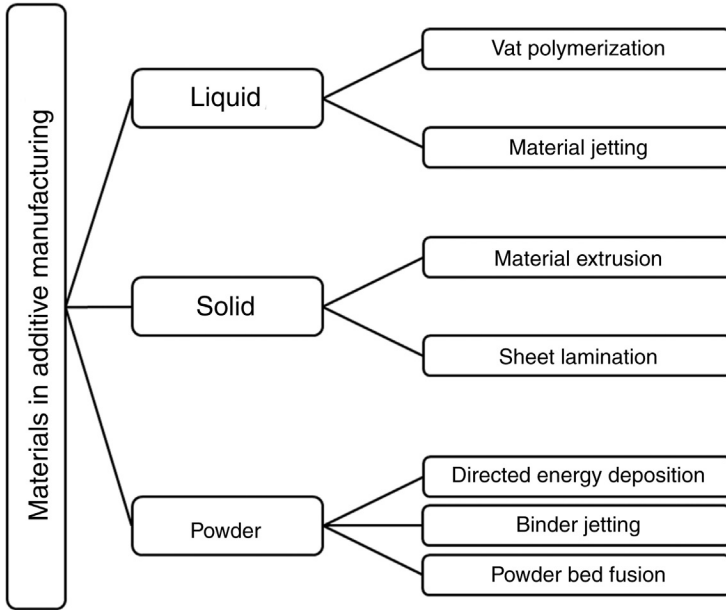 Materials in additive manufacturing
Liquid
Vat polymerization
Material jetting
Solid
Material extrusion
Sheet lamination
Powder
Directed energy deposition
Binder jetting
Powder bed fusion